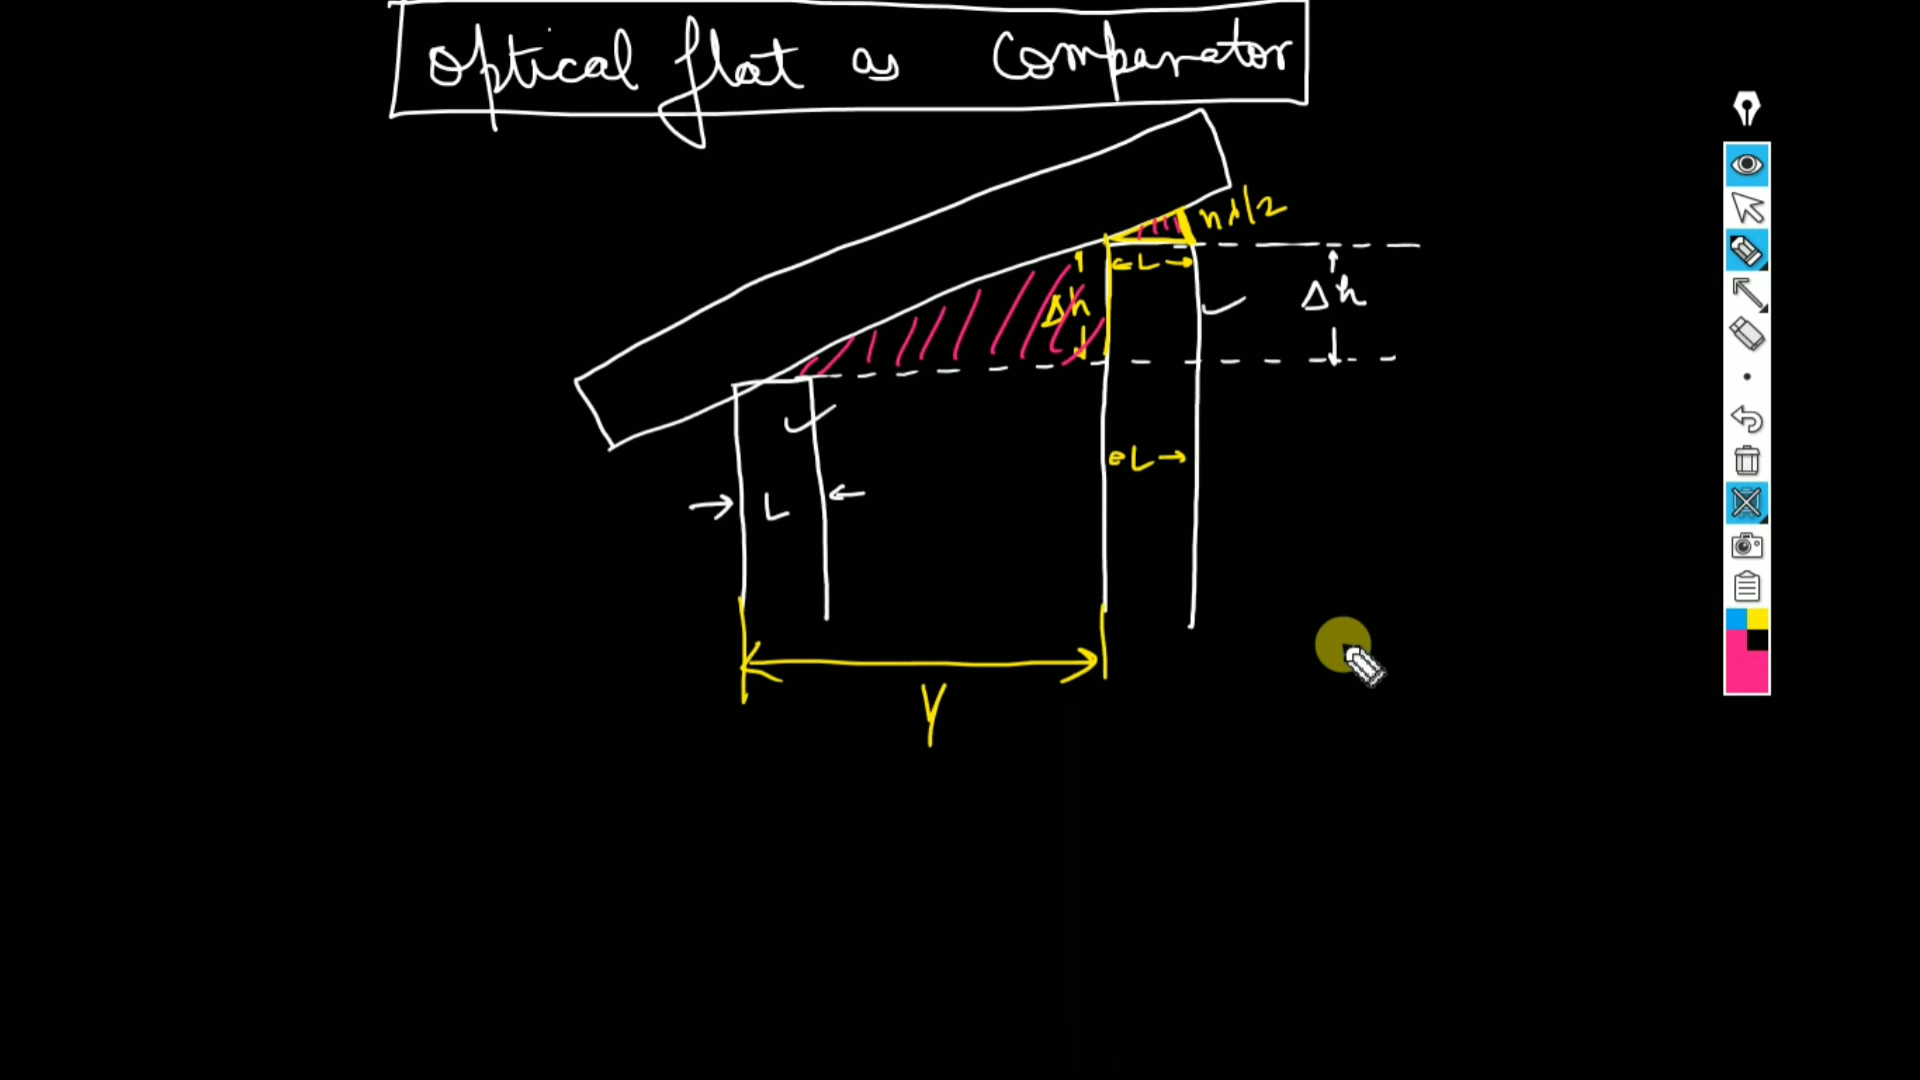 Optical flat as Comparator
nλ/2
L
Δh
Δh
L
L
Y